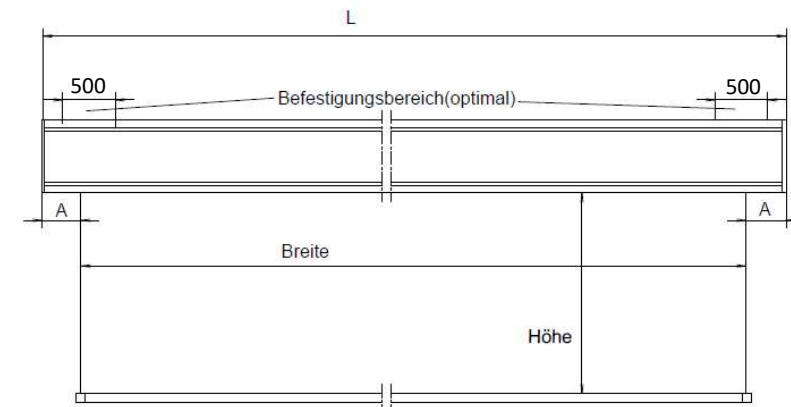 L
500
500
Befestigungsbereich(optimal)
A
A
Breite
Höhe